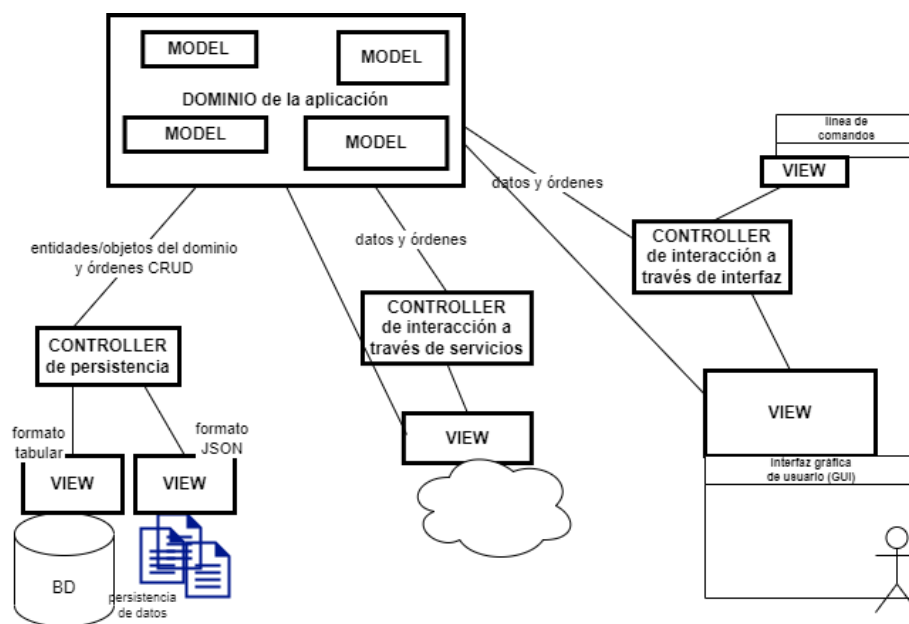 MODEL
MODEL
DOMINIO de la aplicación
MODEL
MODEL
línea de
comandos
VIEW
datos y órdenes
entidades/objetos del dominio
y órdenes CRUD
datos y órdenes
CONTROLLER
de interacción a
través de interfaz
CONTROLLER
de interacción a
través de servicios
CONTROLLER
de persistencia
VIEW
formato
tabular
formato
JSON
VIEW
VIEW
VIEW
Interfaz gráfica
de usuario (GUI)
BD
persistencia
de datos